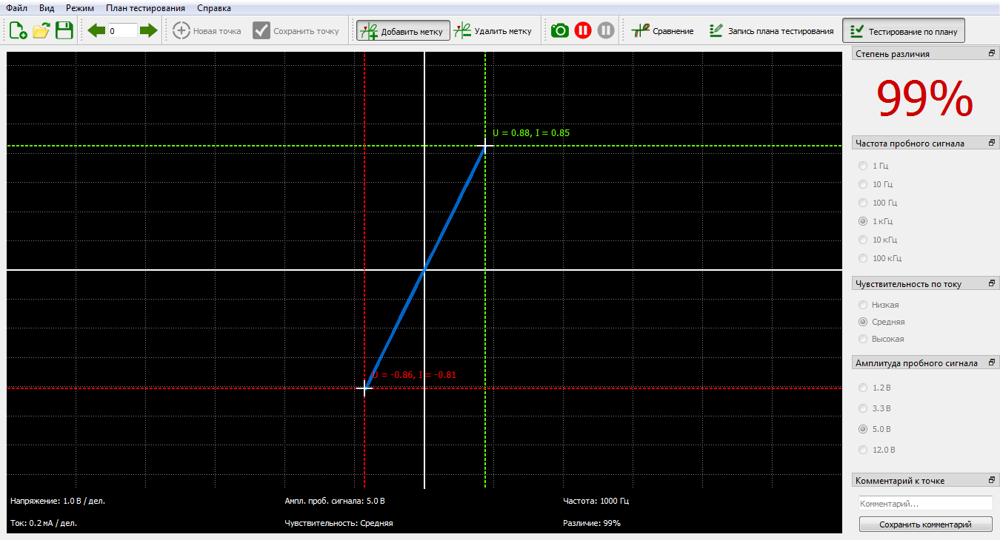 Файл Вид Режим План тестирования Справка
0 Новая точка Сохранить точку Добавить метку Удалить метку Сравнение Запись плана тестирования Тестирование по плану
Степень различия
99%
U = 0.88, I = 0.85
Частота пробного сигнала
1 Гц
10 Гц
100 Гц
1 кГц
10 кГц
100 кГц
Чувствительность по току
Низкая
Средняя
Высокая
Амплитуда пробного сигнала
U = -0.86, I = -0.81
1.2 В
3.3 В
5.0 В
12.0 В
Комментарий к точке
Комментарий...
Сохранить комментарий
Напряжение: 1.0 В / дел. Ампл. проб. сигнала: 5.0 В Частота: 1000 Гц
Ток: 0.2 мА / дел. Чувствительность: Средняя Различие: 99%